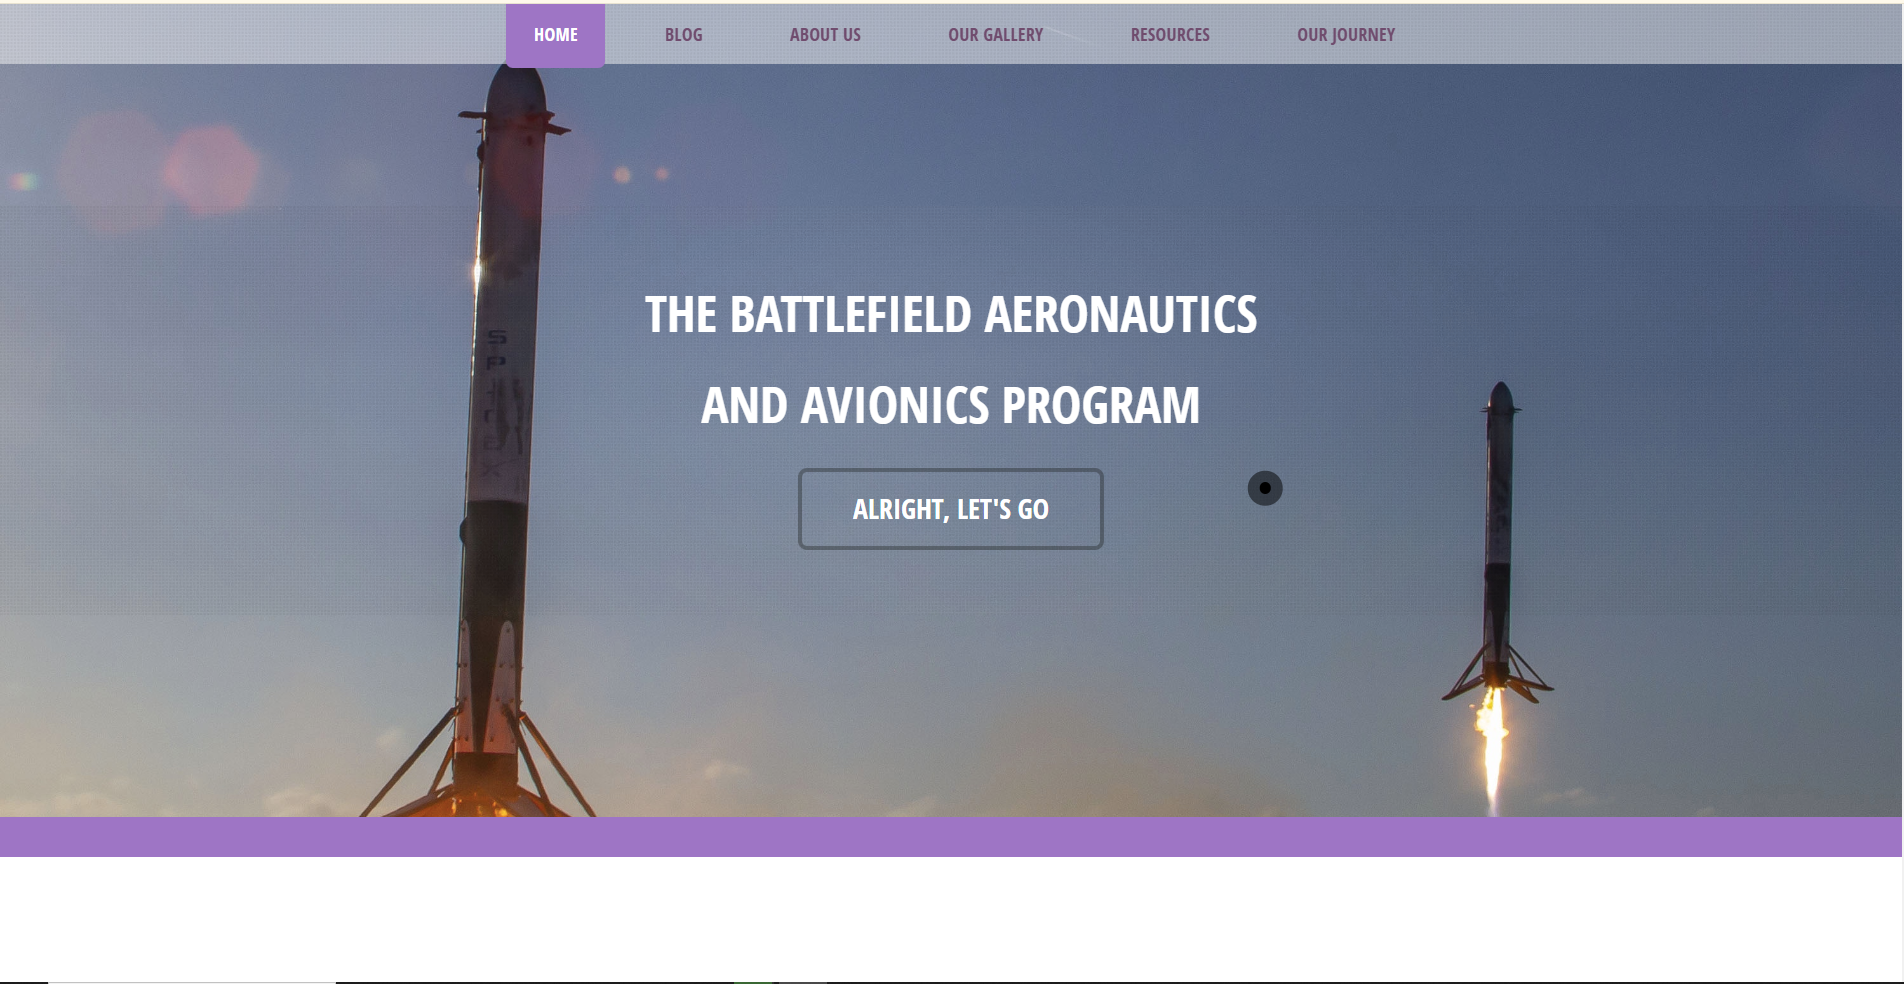 HOME BLOG ABOUT US OUR GALLERY RESOURCES OUR JOURNEY
THE BATTLEFIELD AERONAUTICS
AND AVIONICS PROGRAM
ALRIGHT, LET'S GO